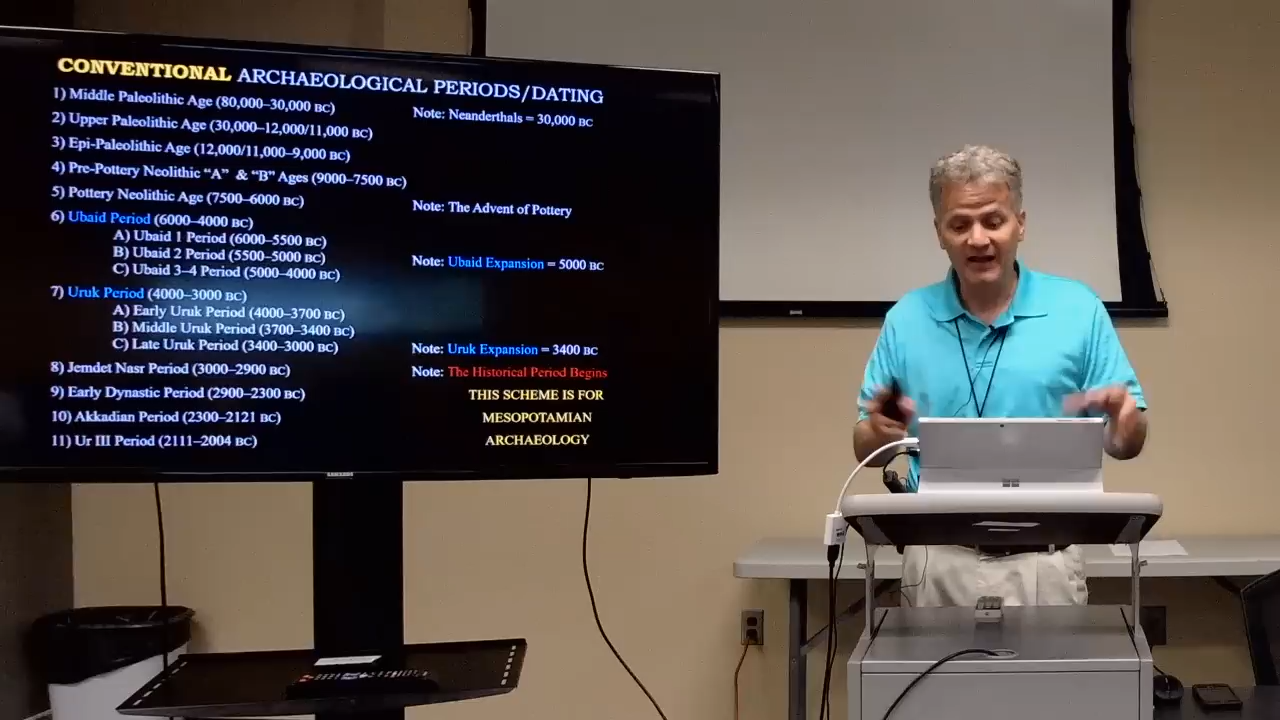 CONVENTIONAL ARCHAEOLOGICAL PERIODS/DATING
1) Middle Paleolithic Age (80,000–30,000 BC)
Note: Neanderthals = 30,000 BC
2) Upper Paleolithic Age (30,000–12,000/11,000 BC)
3) Epi-Paleolithic Age (12,000/11,000–9,000 BC)
4) Pre-Pottery Neolithic “A” & “B” Ages (9000–7500 BC)
5) Pottery Neolithic Age (7500–6000 BC)
Note: The Advent of Pottery
6) Ubaid Period (6000–4000 BC)
A) Ubaid 1 Period (6000–5500 BC)
B) Ubaid 2 Period (5500–5000 BC)
C) Ubaid 3–4 Period (5000–4000 BC)
Note: Ubaid Expansion = 5000 BC
7) Uruk Period (4000–3000 BC)
A) Early Uruk Period (4000–3700 BC)
B) Middle Uruk Period (3700–3400 BC)
C) Late Uruk Period (3400–3000 BC)
Note: Uruk Expansion = 3400 BC
8) Jemdet Nasr Period (3000–2900 BC)
Note: The Historical Period Begins
9) Early Dynastic Period (2900–2300 BC)
THIS SCHEME IS FOR
10) Akkadian Period (2300–2121 BC)
MESOPOTAMIAN
11) Ur III Period (2111–2004 BC)
ARCHAEOLOGY
SAMSUNG